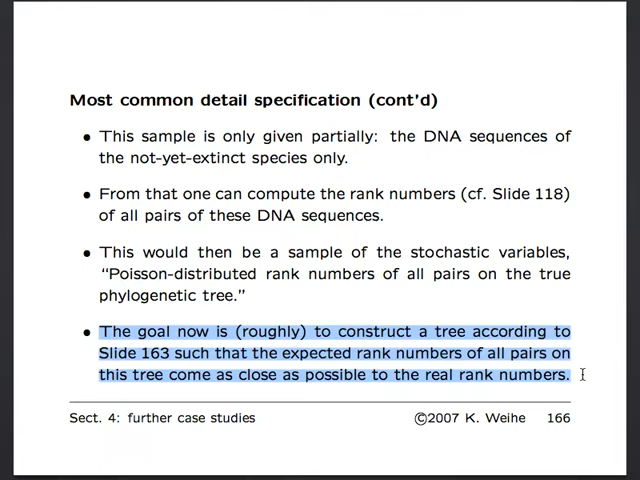 Most common detail specification (cont'd)
• This sample is only given partially: the DNA sequences of
the not-yet-extinct species only.
• From that one can compute the rank numbers (cf. Slide 118)
of all pairs of these DNA sequences.
• This would then be a sample of the stochastic variables,
“Poisson-distributed rank numbers of all pairs on the true
phylogenetic tree.”
• The goal now is (roughly) to construct a tree according to
Slide 163 such that the expected rank numbers of all pairs on
this tree come as close as possible to the real rank numbers.
Sect. 4: further case studies ©2007 K. Weihe 166